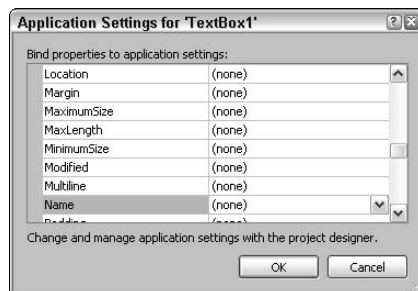 Application Settings for 'TextBox1'
Bind properties to application settings:
Location (none)
Margin (none)
MaximumSize (none)
MaxLength (none)
MinimumSize (none)
Modified (none)
Multiline (none)
Name (none)
Change and manage application settings with the project designer.
OK Cancel